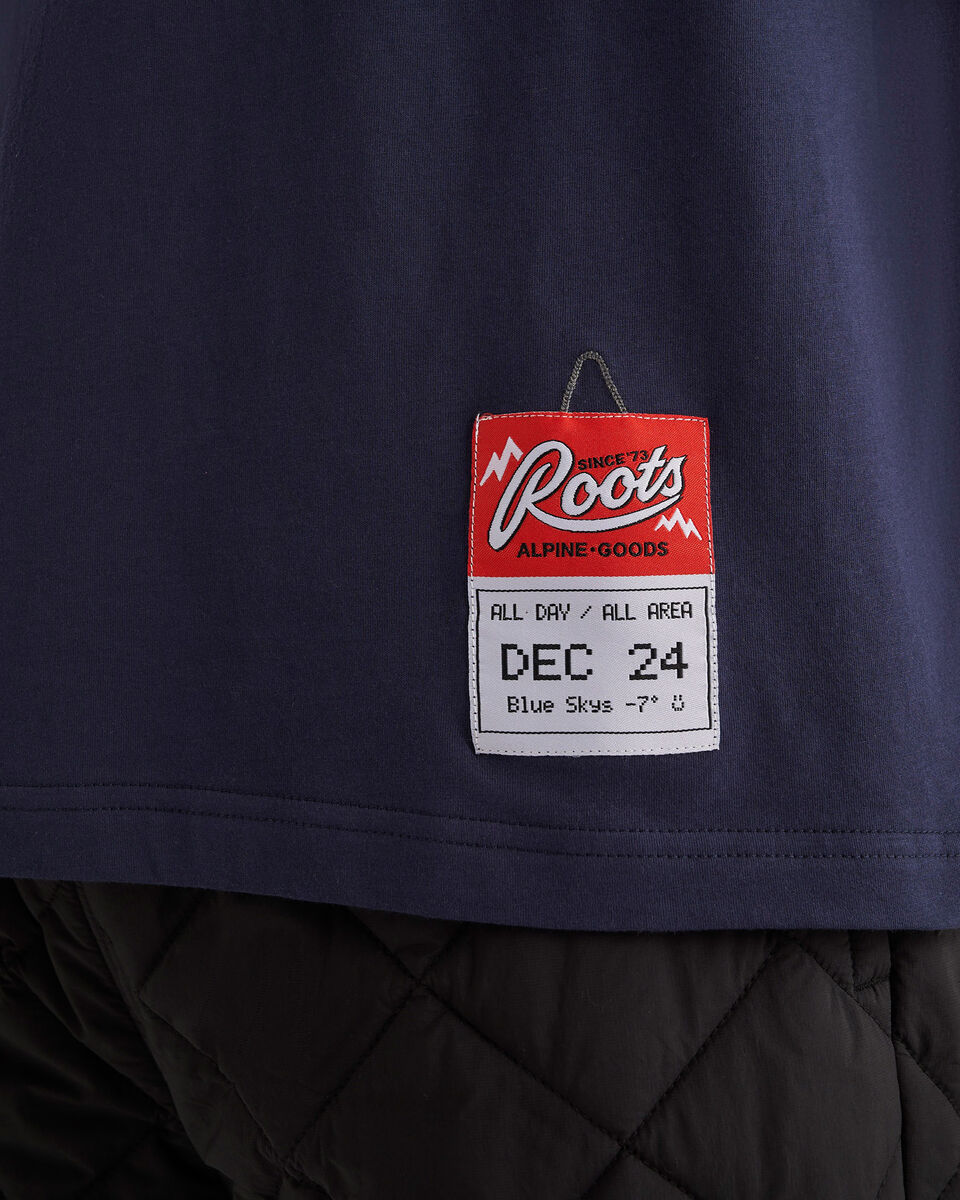 SINCE '73
Roots
ALPINE•GOODS
ALL DAY / ALL AREA
DEC 24
Blue Skys -7° ü